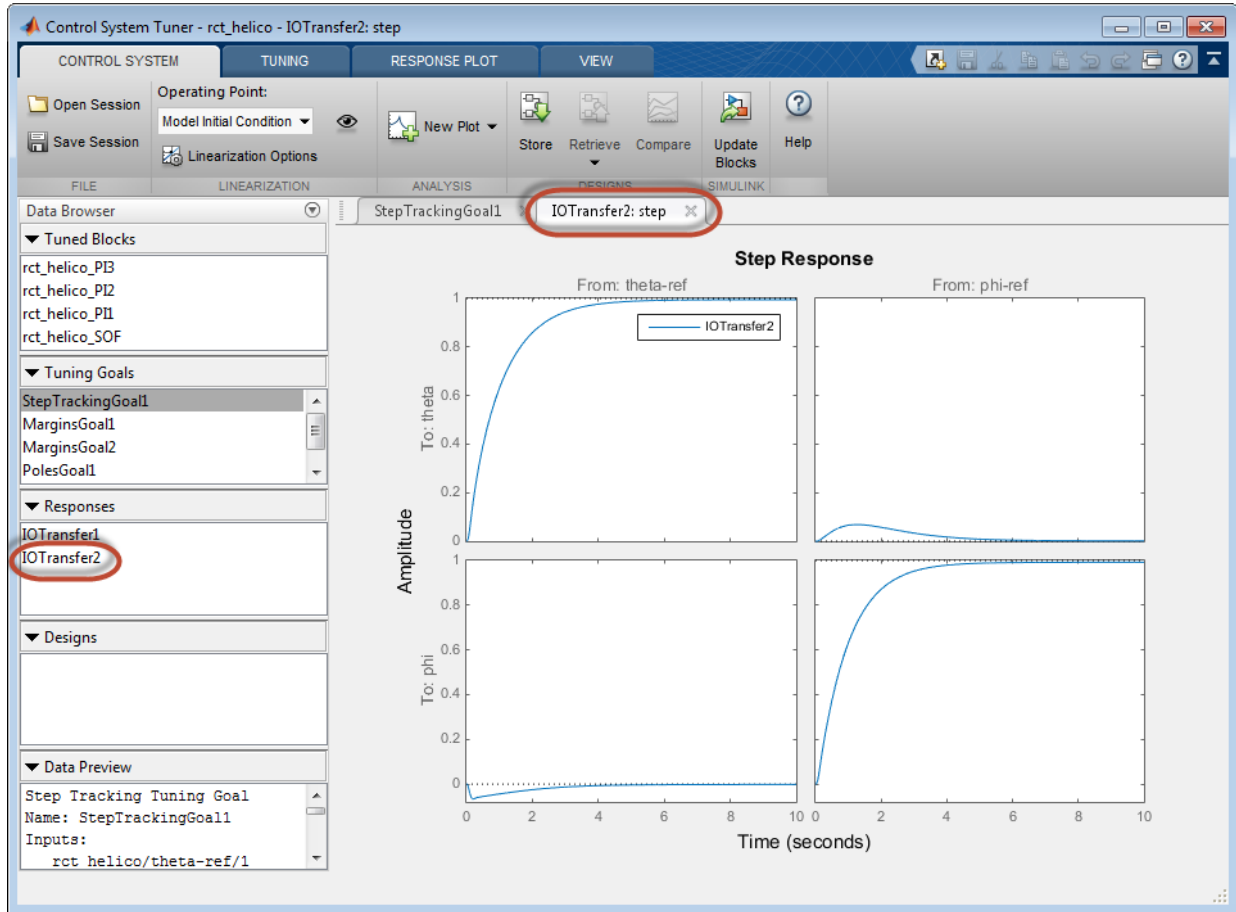 Control System Tuner - rct_helico - IOTransfer2: step
CONTROL SYSTEM
TUNING
RESPONSE PLOT
VIEW
Open Session
Save Session
Operating Point:
Model Initial Condition
Linearization Options
New Plot
Store
Retrieve
Compare
Update
Blocks
Help
FILE
LINEARIZATION
ANALYSIS
DESIGNS
SIMULINK
Data Browser
Tuned Blocks
rct_helico_PI3
rct_helico_PI2
rct_helico_PI1
rct_helico_SOF
Tuning Goals
StepTrackingGoal1
MarginsGoal1
MarginsGoal2
PolesGoal1
Responses
IOTransfer1
IOTransfer2
Designs
Data Preview
Step Tracking Tuning Goal
Name: StepTrackingGoal1
Inputs:
rct_helico/theta-ref/1
StepTrackingGoal1
IOTransfer2: step
Step Response
From: theta-ref
From: phi-ref
IOTransfer2
To: theta
1
0.8
0.6
0.4
0.2
0
Amplitude
To: phi
1
0.8
0.6
0.4
0.2
0
0 2 4 6 8 10
0 2 4 6 8 10
Time (seconds)